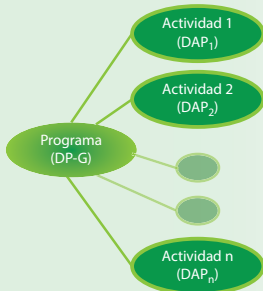 Actividad 1
(DAP₁)
Actividad 2
(DAP₂)
Programa
(DP-G)
Actividad n
(DAPₙ)